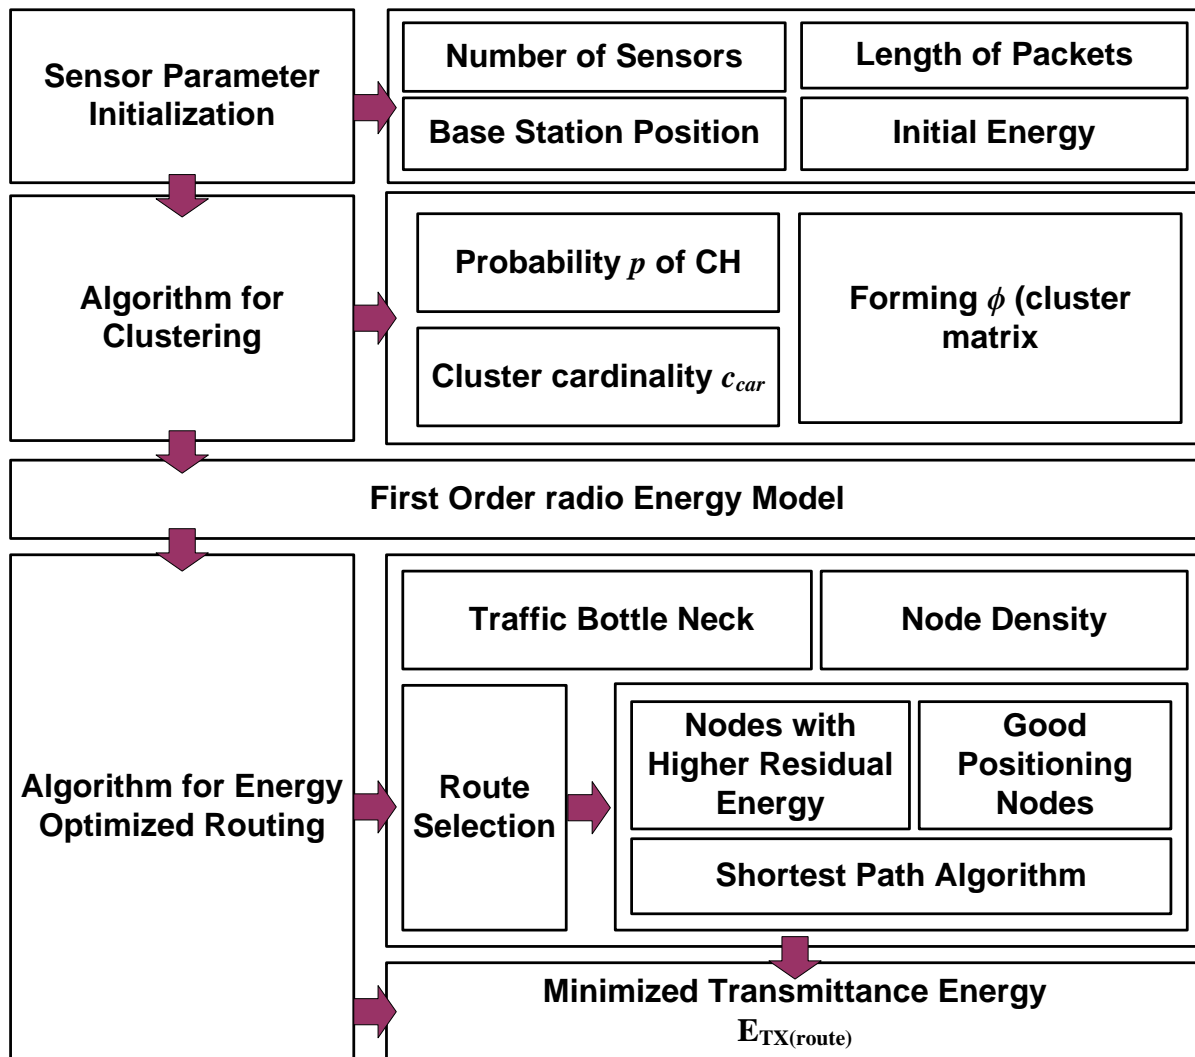 Sensor Parameter
Initialization
Number of Sensors
Length of Packets
Base Station Position
Initial Energy
Algorithm for
Clustering
Probability p of CH
Cluster cardinality c_car
Forming ϕ (cluster
matrix
First Order radio Energy Model
Algorithm for Energy
Optimized Routing
Traffic Bottle Neck
Node Density
Route
Selection
Nodes with
Higher Residual
Energy
Good
Positioning
Nodes
Shortest Path Algorithm
Minimized Transmittance Energy
E_TX(route)